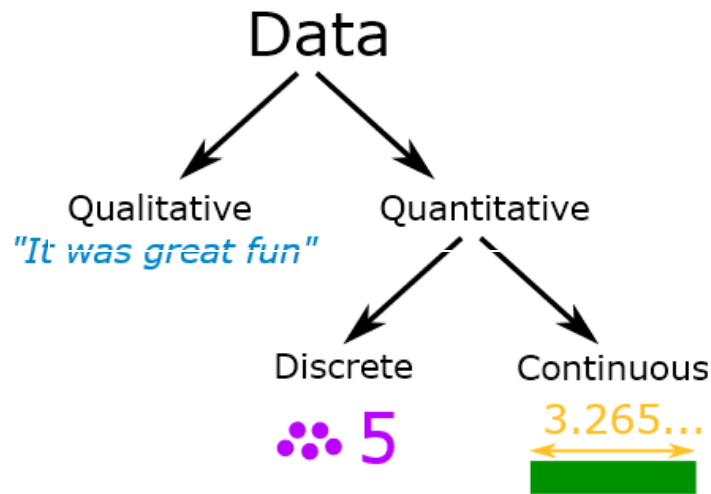 Data
Qualitative Quantitative
"It was great fun"
Discrete Continuous
5 3.265...